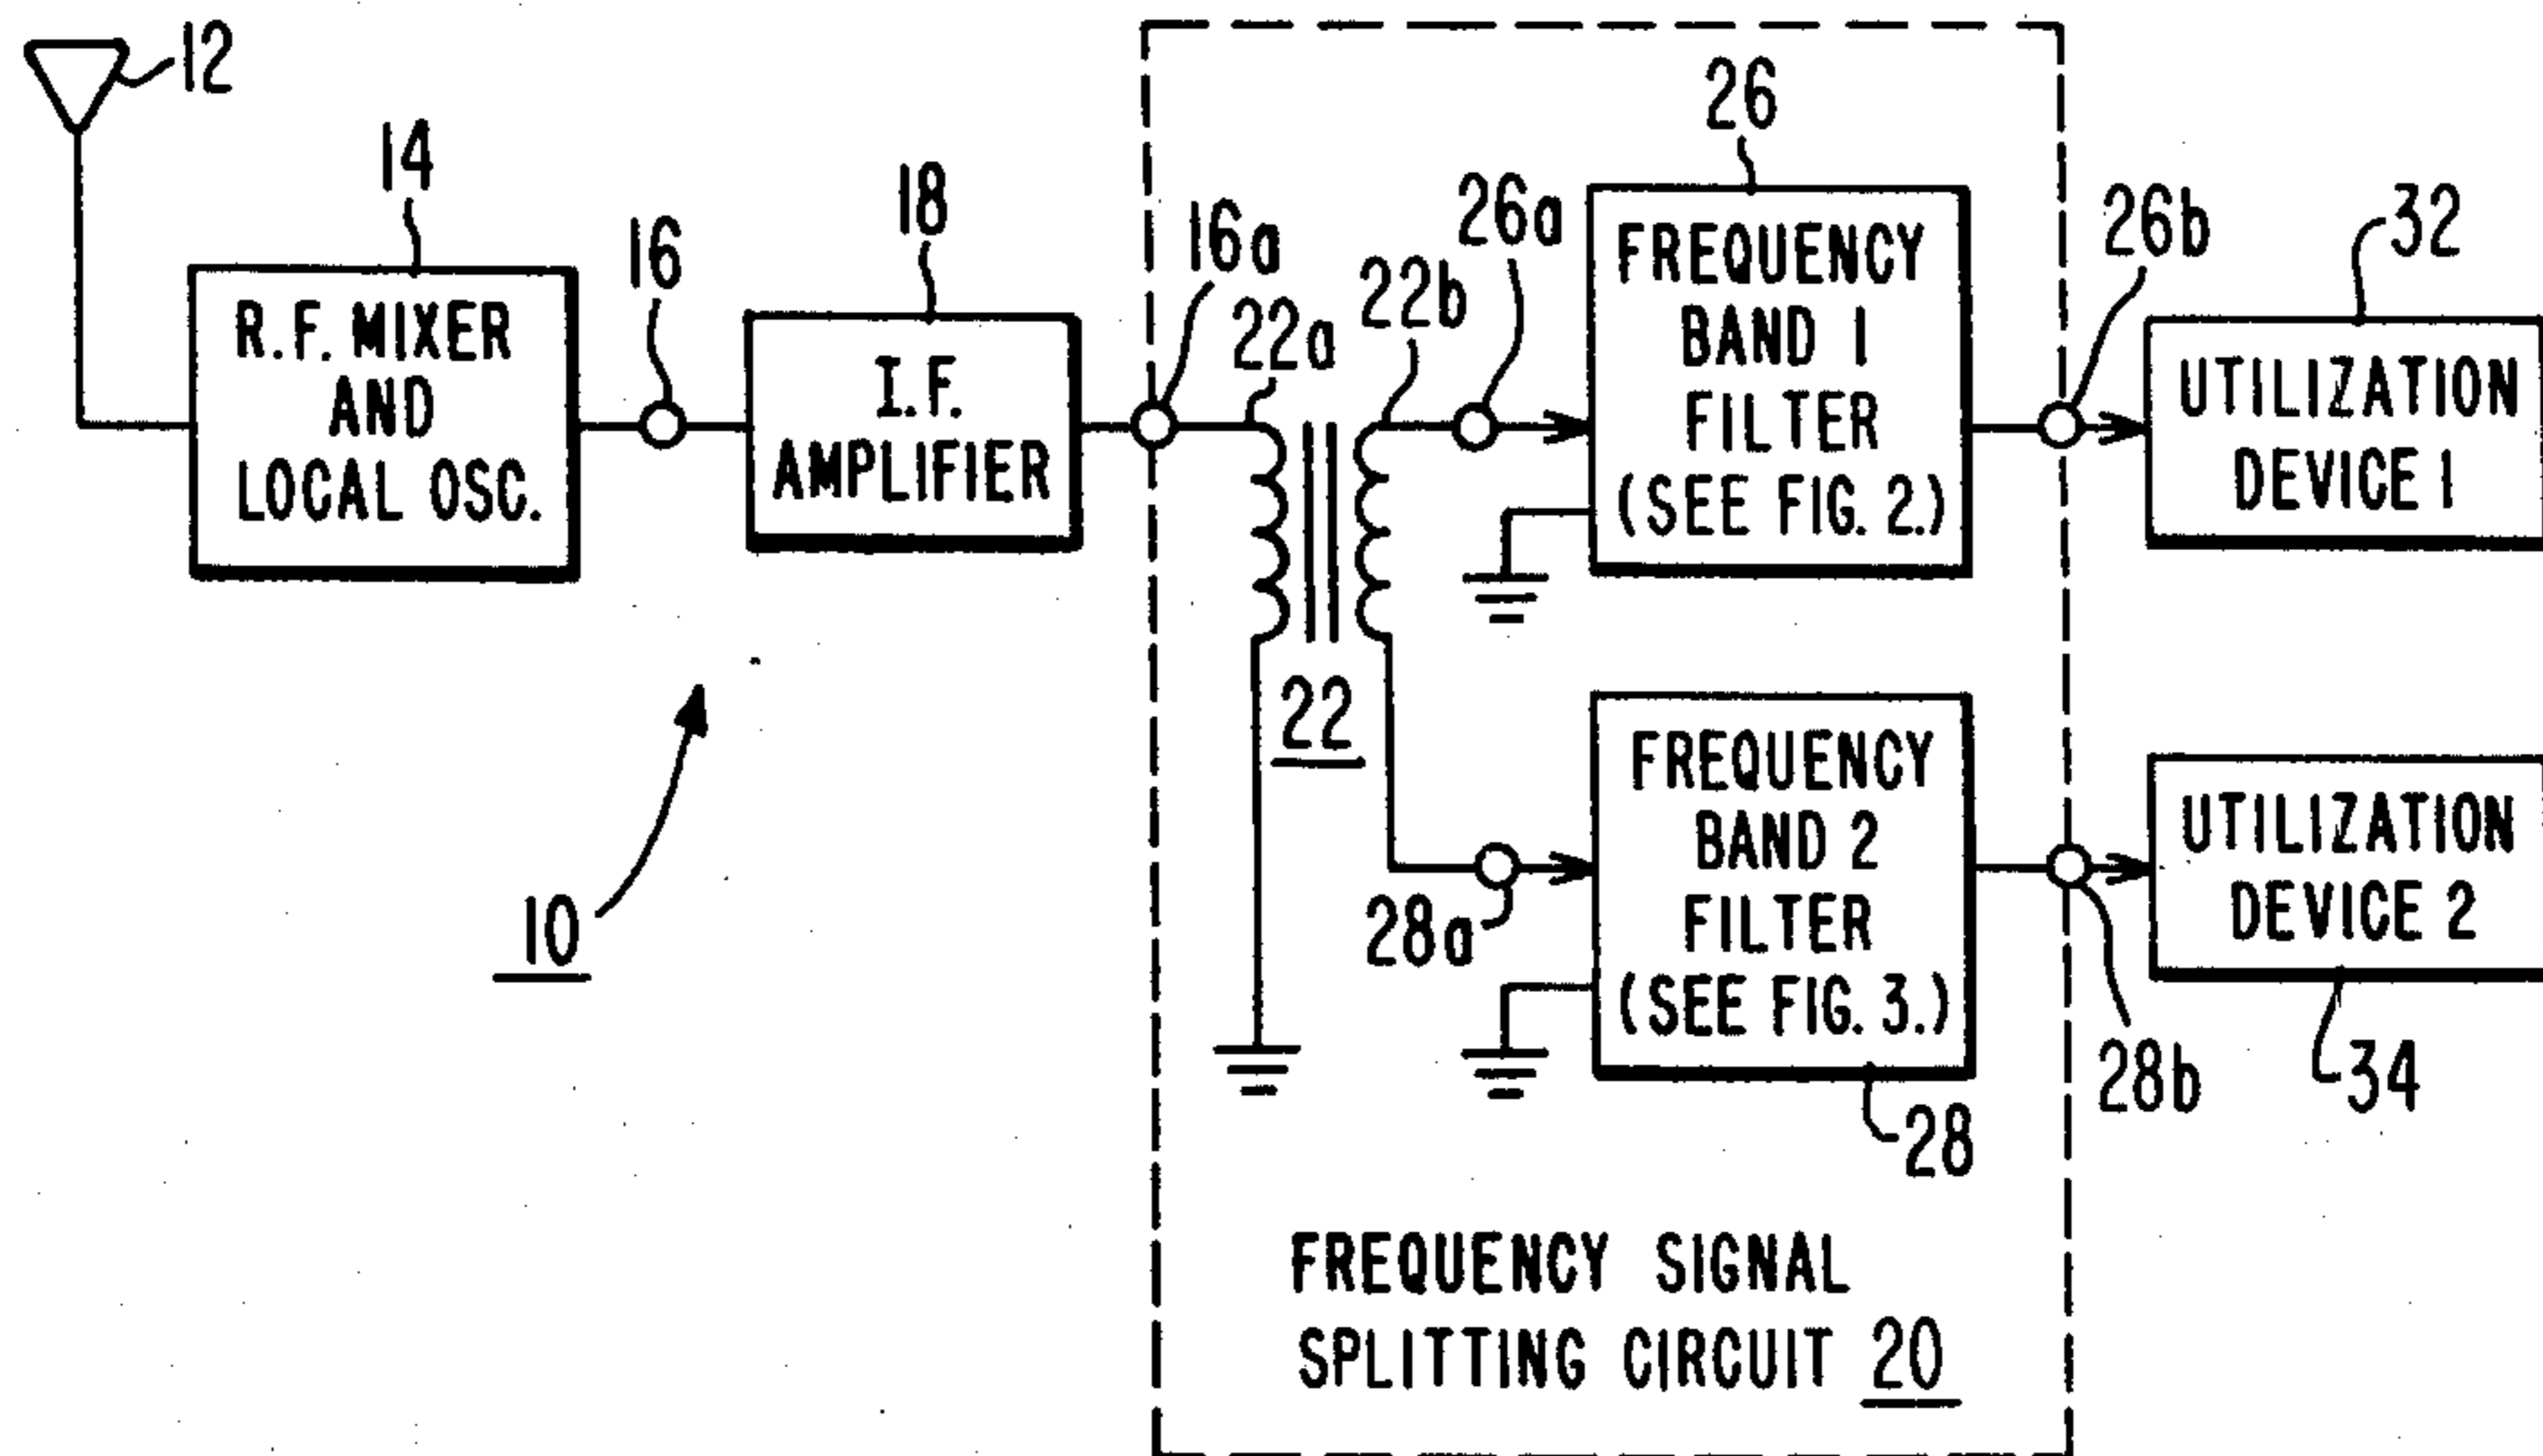 12
14
R.F. MIXER
AND
LOCAL OSC.
16
18
I.F.
AMPLIFIER
16a
22a
22b
22
26a
26
FREQUENCY
BAND 1
FILTER
(SEE FIG. 2.)
26b
32
UTILIZATION
DEVICE 1
10
28a
FREQUENCY
BAND 2
FILTER
(SEE FIG. 3.)
28
28b
UTILIZATION
DEVICE 2
34
FREQUENCY SIGNAL
SPLITTING CIRCUIT 20